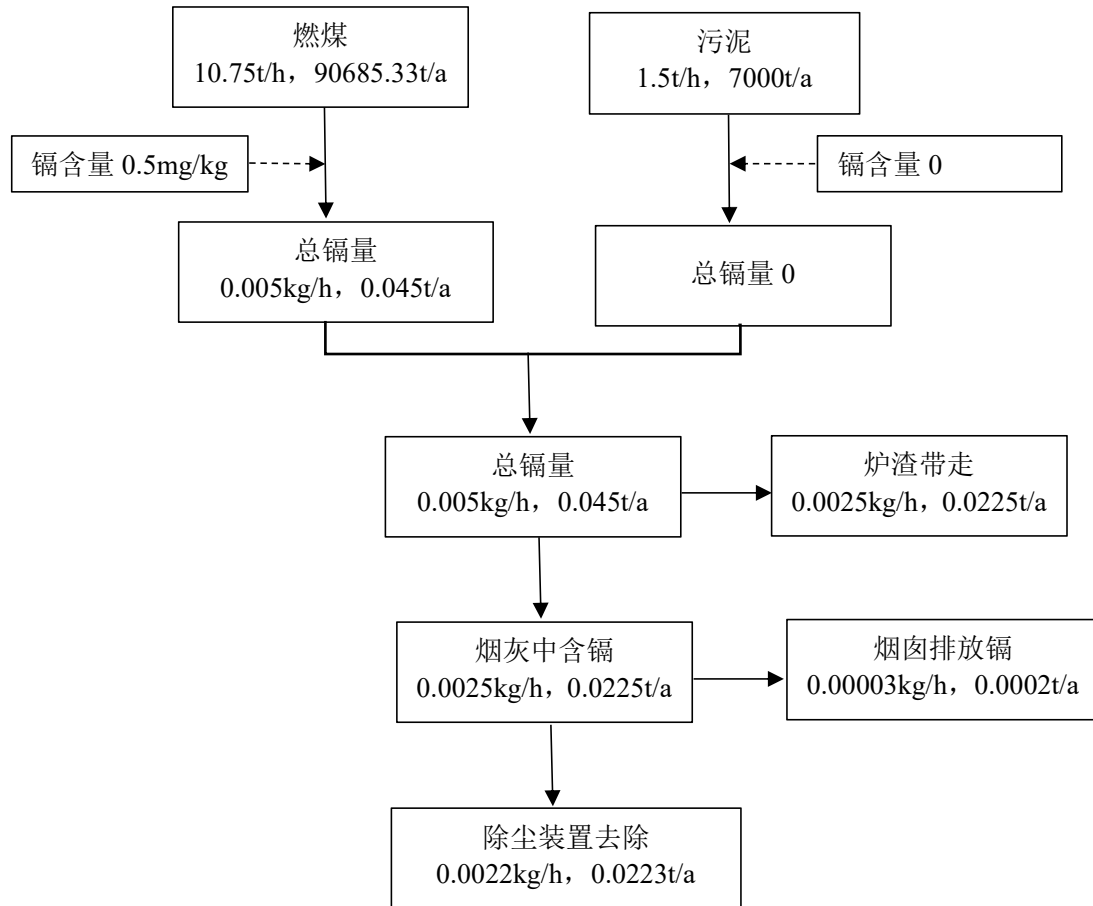 燃煤
10.75t/h，90685.33t/a
污泥
1.5t/h，7000t/a
镉含量 0.5mg/kg
镉含量 0
总镉量
0.005kg/h，0.045t/a
总镉量 0
总镉量
0.005kg/h，0.045t/a
炉渣带走
0.0025kg/h，0.0225t/a
烟灰中含镉
0.0025kg/h，0.0225t/a
烟囱排放镉
0.00003kg/h，0.0002t/a
除尘装置去除
0.0022kg/h，0.0223t/a